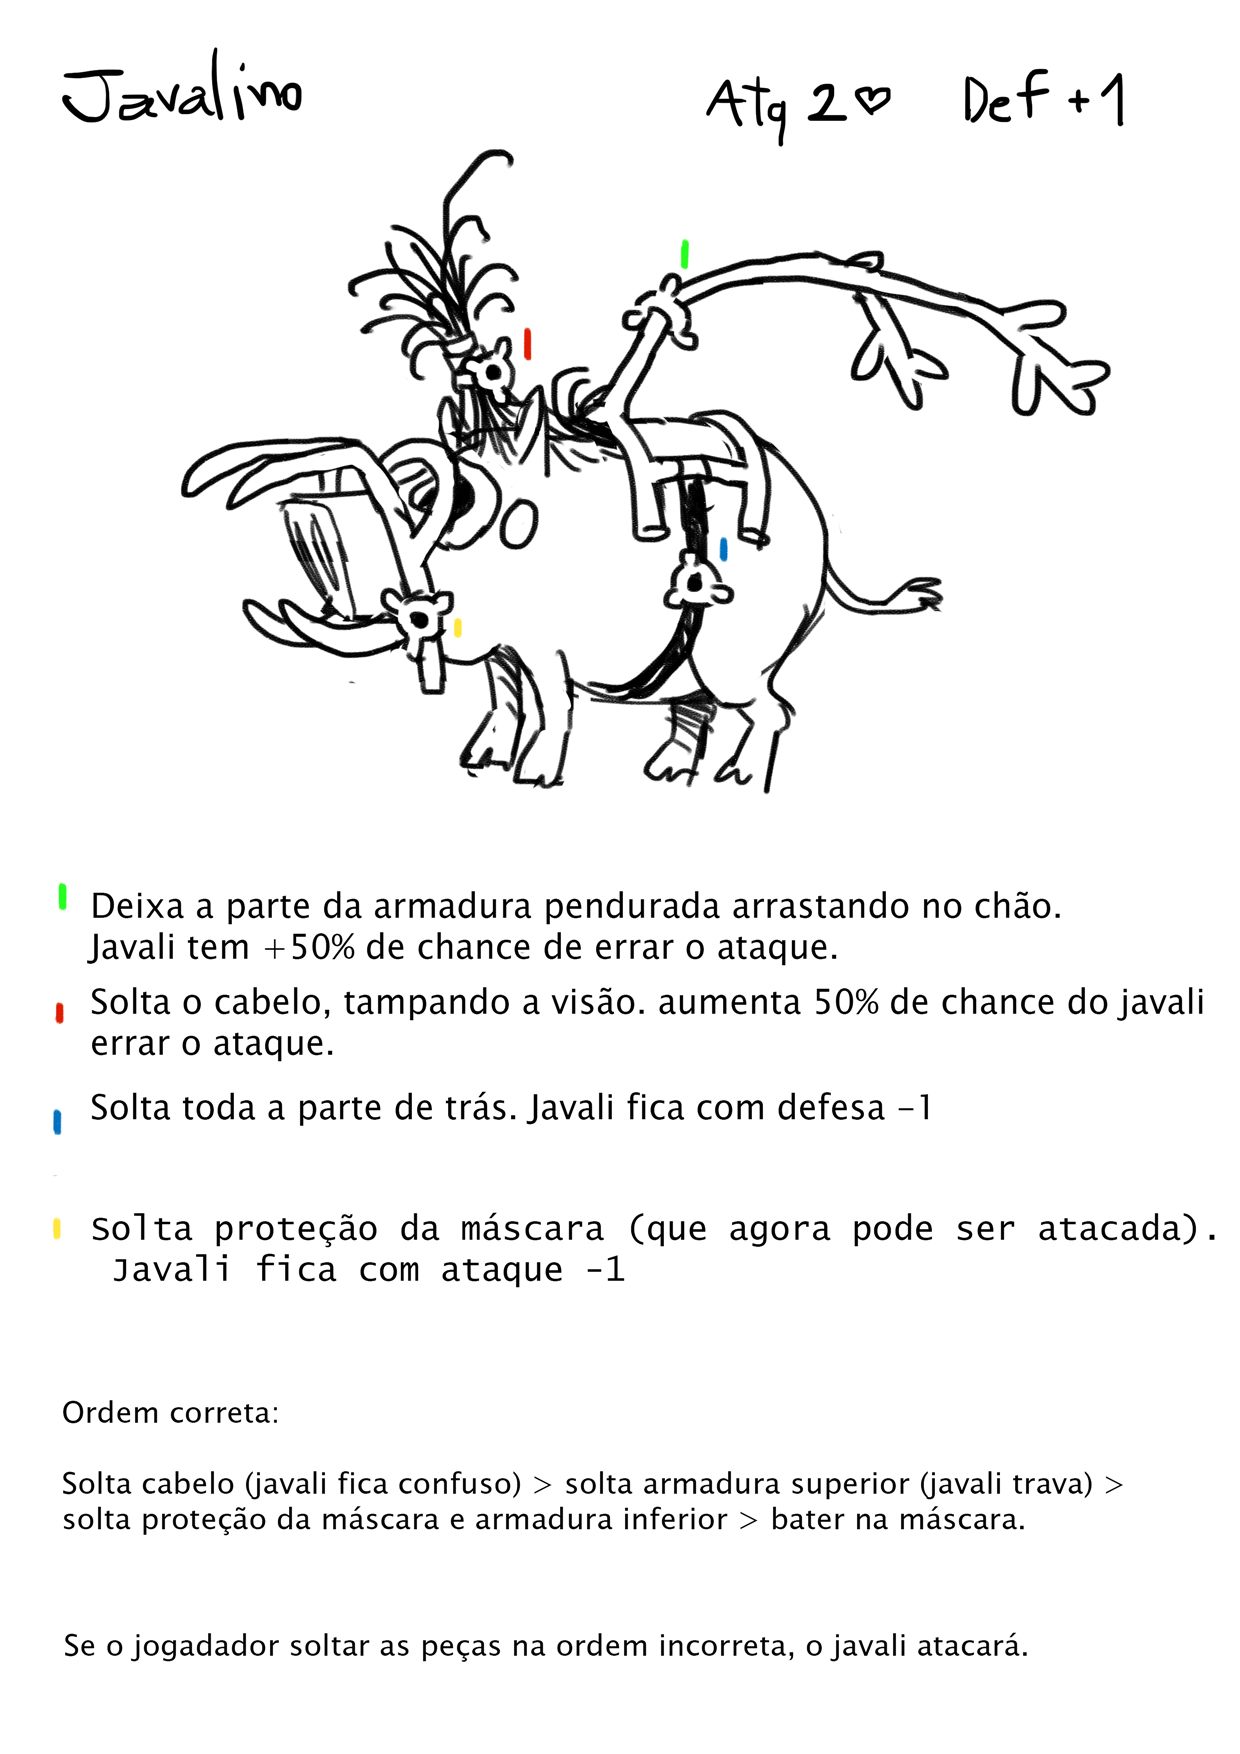 Javalino
Atq 2♡ Def +1
Deixa a parte da armadura pendurada arrastando no chão.
Javali tem +50% de chance de errar o ataque.
Solta o cabelo, tampando a visão. aumenta 50% de chance do javali
errar o ataque.
Solta toda a parte de trás. Javali fica com defesa -1
Solta proteção da máscara (que agora pode ser atacada).
Javali fica com ataque -1
Ordem correta:
Solta cabelo (javali fica confuso) > solta armadura superior (javali trava) >
solta proteção da máscara e armadura inferior > bater na máscara.
Se o jogadador soltar as peças na ordem incorreta, o javali atacará.